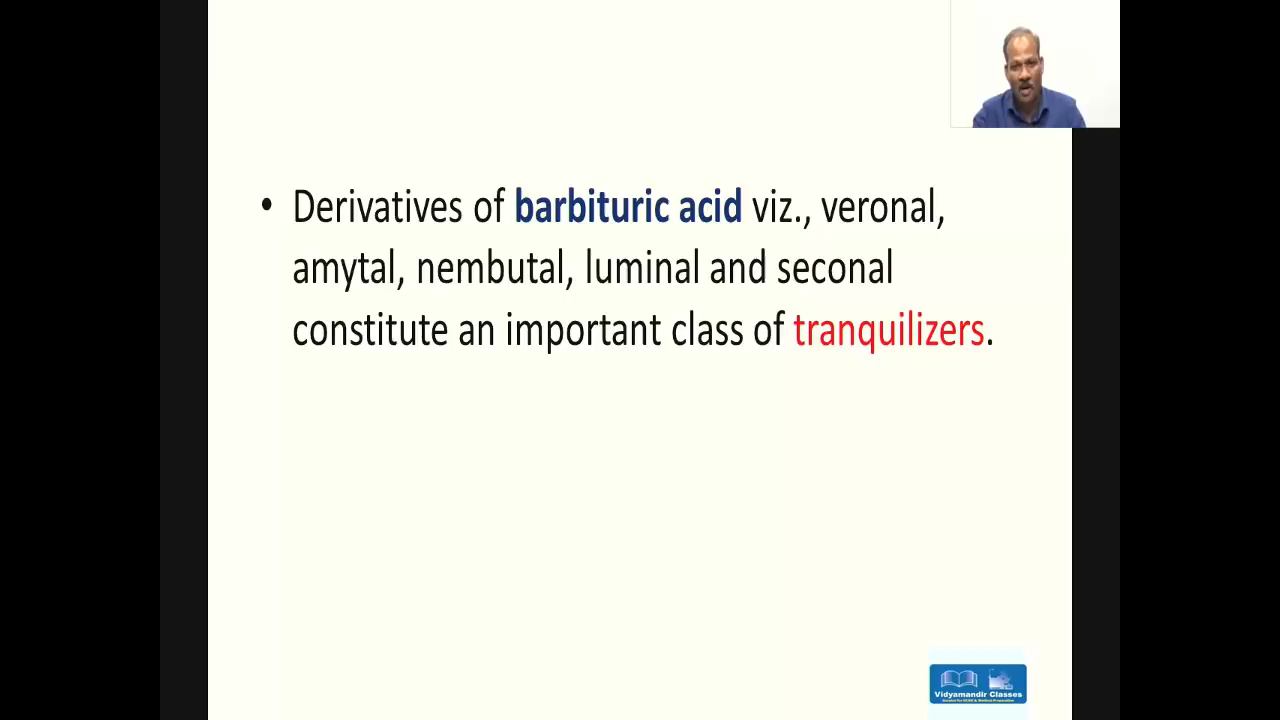 • Derivatives of barbituric acid viz., veronal,
amytal, nembutal, luminal and seconal
constitute an important class of tranquilizers.
Vidyamandir Classes